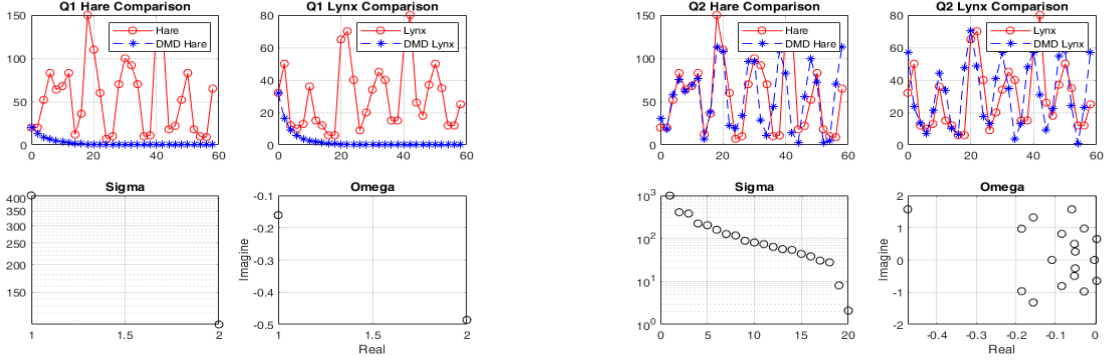 Q1 Hare Comparison
150
100
50
0
0 20 40 60
Hare
DMD Hare
Q1 Lynx Comparison
80
60
40
20
0
0 20 40 60
Lynx
DMD Lynx
Q2 Hare Comparison
150
100
50
0
0 20 40 60
Hare
DMD Hare
Q2 Lynx Comparison
80
60
40
20
0
0 20 40 60
Lynx
DMD Lynx
Sigma
400
350
300
250
200
150
1 1.5 2
Omega
-0.1
-0.2
-0.3
-0.4
-0.5
1 1.5 2
Imagine
Real
Sigma
10³
10²
10¹
10⁰
0 5 10 15 20
Omega
2
1
0
-1
-2
-0.4 -0.3 -0.2 -0.1 0
Imagine
Real